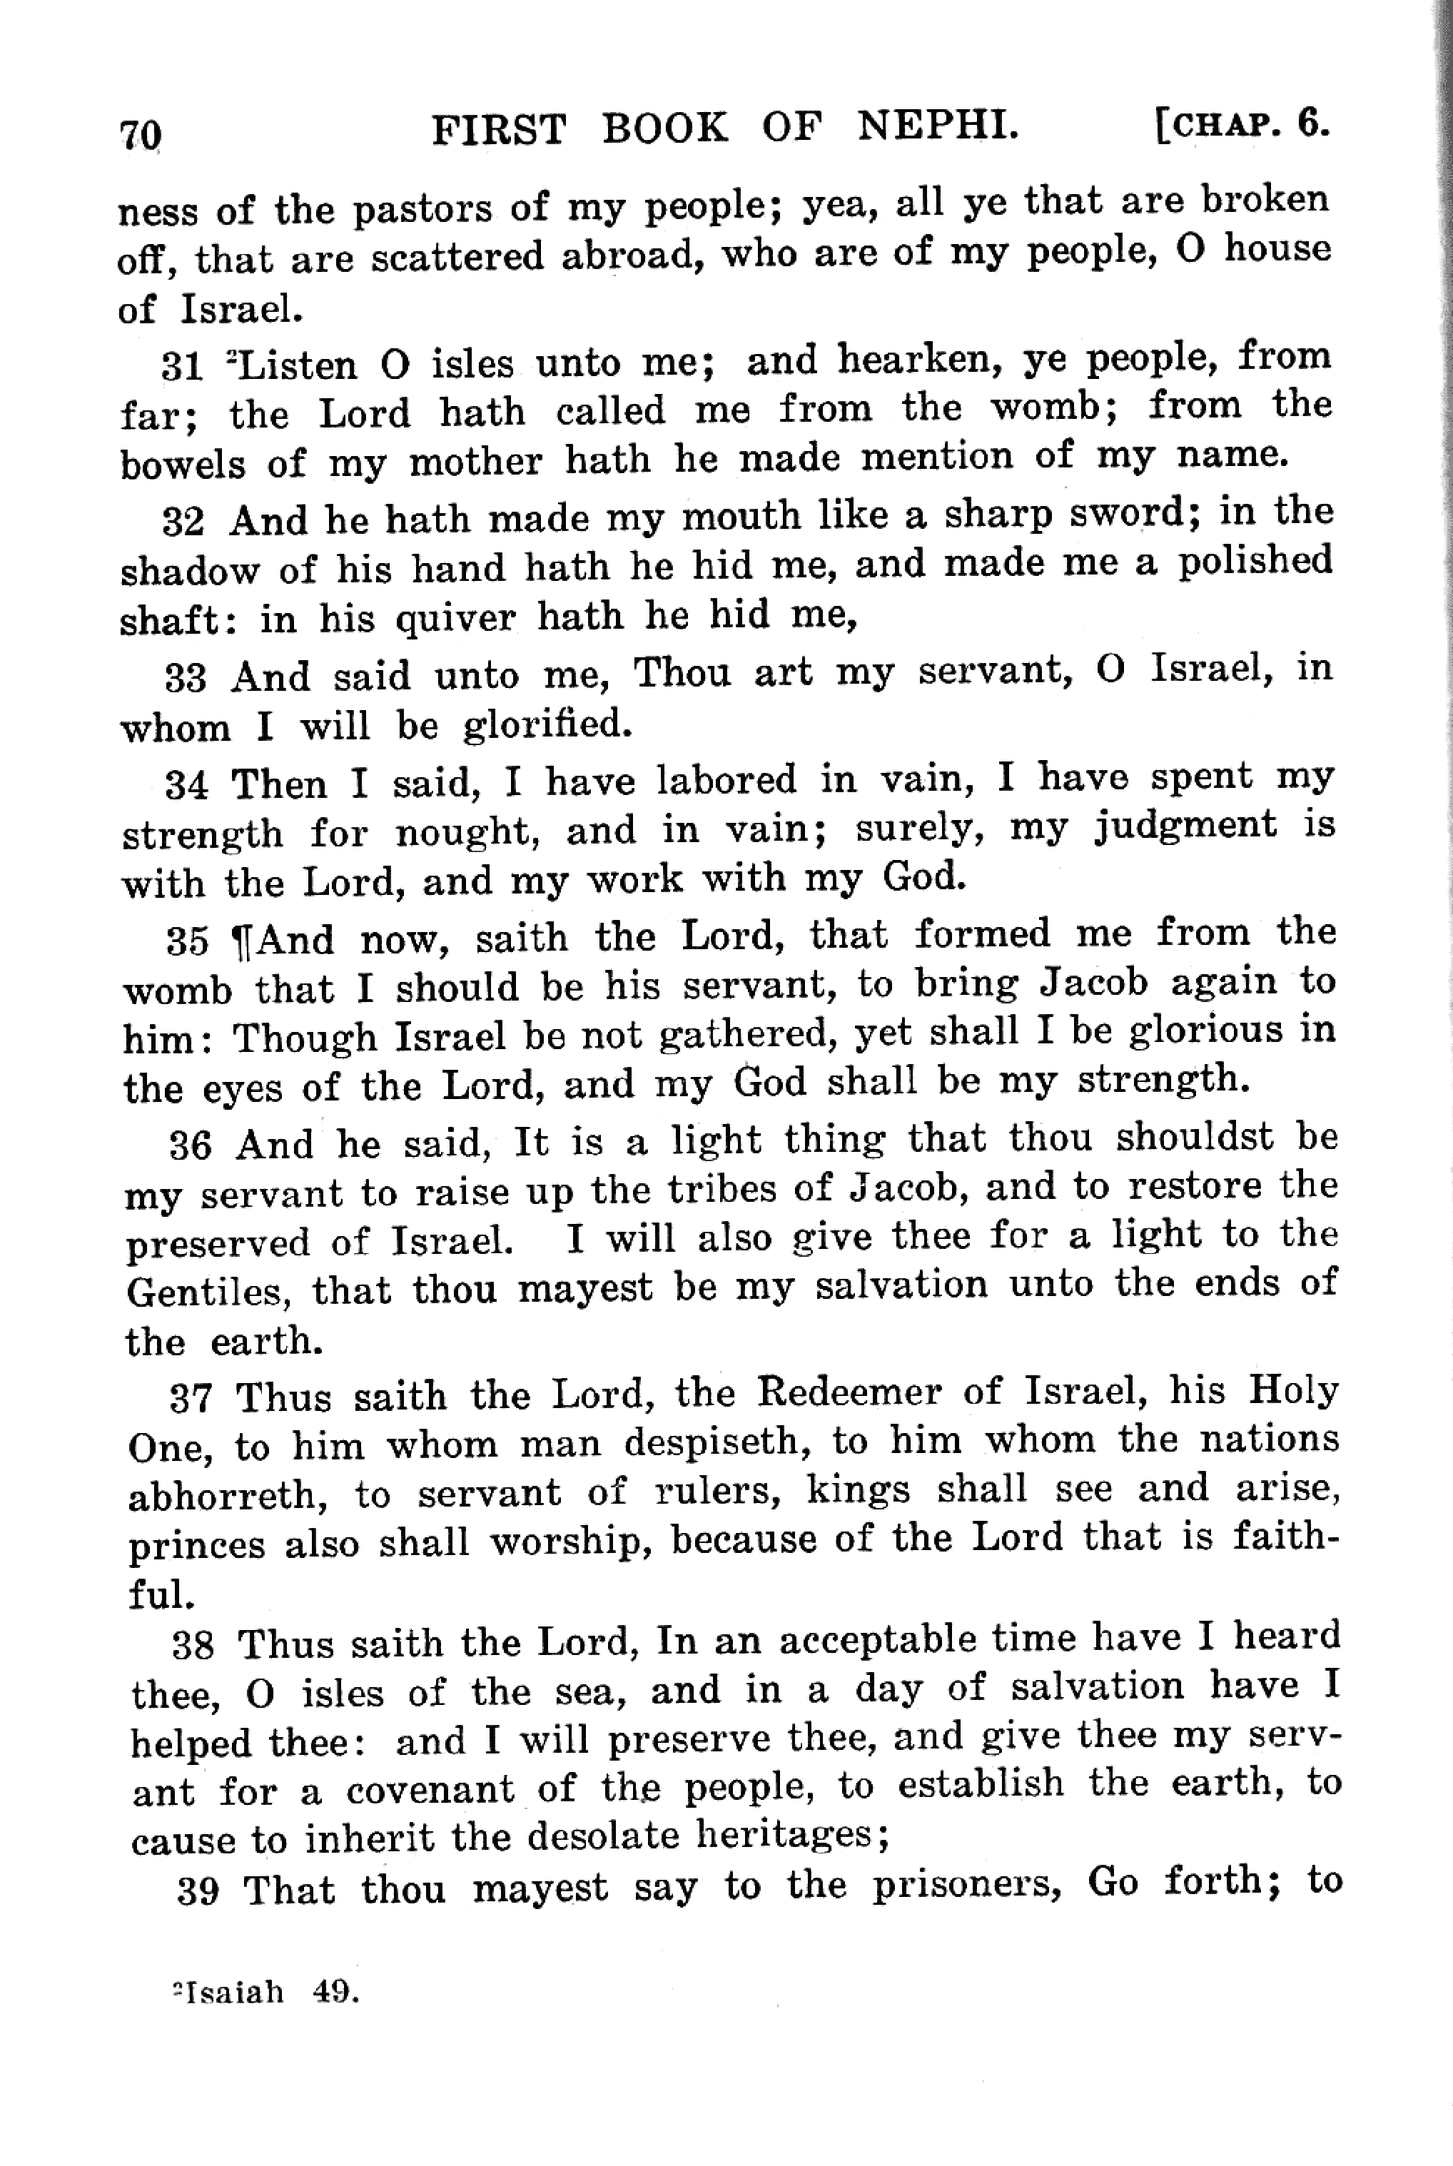 70 FIRST BOOK OF NEPHI. [CHAP. 6.
ness of the pastors of my people; yea, all ye that are broken
off, that are scattered abroad, who are of my people, O house
of Israel.
31 ²Listen O isles unto me; and hearken, ye people, from
far; the Lord hath called me from the womb; from the
bowels of my mother hath he made mention of my name.
32 And he hath made my mouth like a sharp sword; in the
shadow of his hand hath he hid me, and made me a polished
shaft: in his quiver hath he hid me,
33 And said unto me, Thou art my servant, O Israel, in
whom I will be glorified.
34 Then I said, I have labored in vain, I have spent my
strength for nought, and in vain; surely, my judgment is
with the Lord, and my work with my God.
35 ¶And now, saith the Lord, that formed me from the
womb that I should be his servant, to bring Jacob again to
him: Though Israel be not gathered, yet shall I be glorious in
the eyes of the Lord, and my God shall be my strength.
36 And he said, It is a light thing that thou shouldst be
my servant to raise up the tribes of Jacob, and to restore the
preserved of Israel. I will also give thee for a light to the
Gentiles, that thou mayest be my salvation unto the ends of
the earth.
37 Thus saith the Lord, the Redeemer of Israel, his Holy
One, to him whom man despiseth, to him whom the nations
abhorreth, to servant of rulers, kings shall see and arise,
princes also shall worship, because of the Lord that is faith-
ful.
38 Thus saith the Lord, In an acceptable time have I heard
thee, O isles of the sea, and in a day of salvation have I
helped thee: and I will preserve thee, and give thee my serv-
ant for a covenant of the people, to establish the earth, to
cause to inherit the desolate heritages;
39 That thou mayest say to the prisoners, Go forth; to
²Isaiah 49.